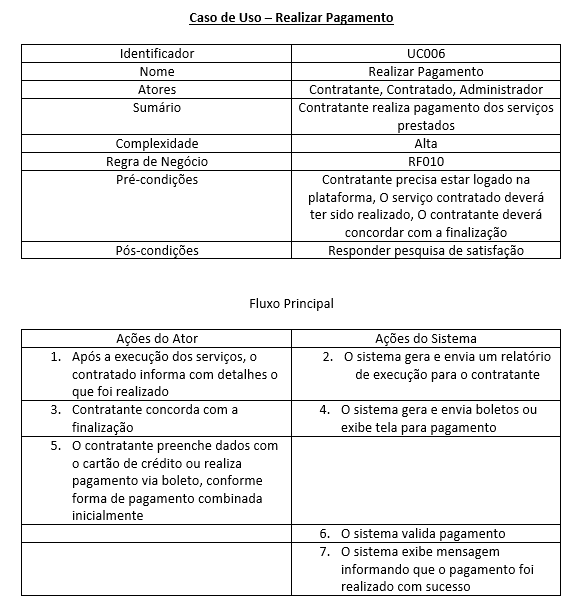 Caso de Uso – Realizar Pagamento
Identificador
UC006
Nome
Realizar Pagamento
Atores
Contratante, Contratado, Administrador
Sumário
Contratante realiza pagamento dos serviços
prestados
Complexidade
Alta
Regra de Negócio
RF010
Pré-condições
Contratante precisa estar logado na
plataforma, O serviço contratado deverá
ter sido realizado, O contratante deverá
concordar com a finalização
Pós-condições
Responder pesquisa de satisfação
Fluxo Principal
Ações do Ator
Ações do Sistema
1. Após a execução dos serviços, o
contratado informa com detalhes o
que foi realizado
2. O sistema gera e envia um relatório
de execução para o contratante
3. Contratante concorda com a
finalização
4. O sistema gera e envia boletos ou
exibe tela para pagamento
5. O contratante preenche dados com
o cartão de crédito ou realiza
pagamento via boleto, conforme
forma de pagamento combinada
inicialmente
6. O sistema valida pagamento
7. O sistema exibe mensagem
informando que o pagamento foi
realizado com sucesso